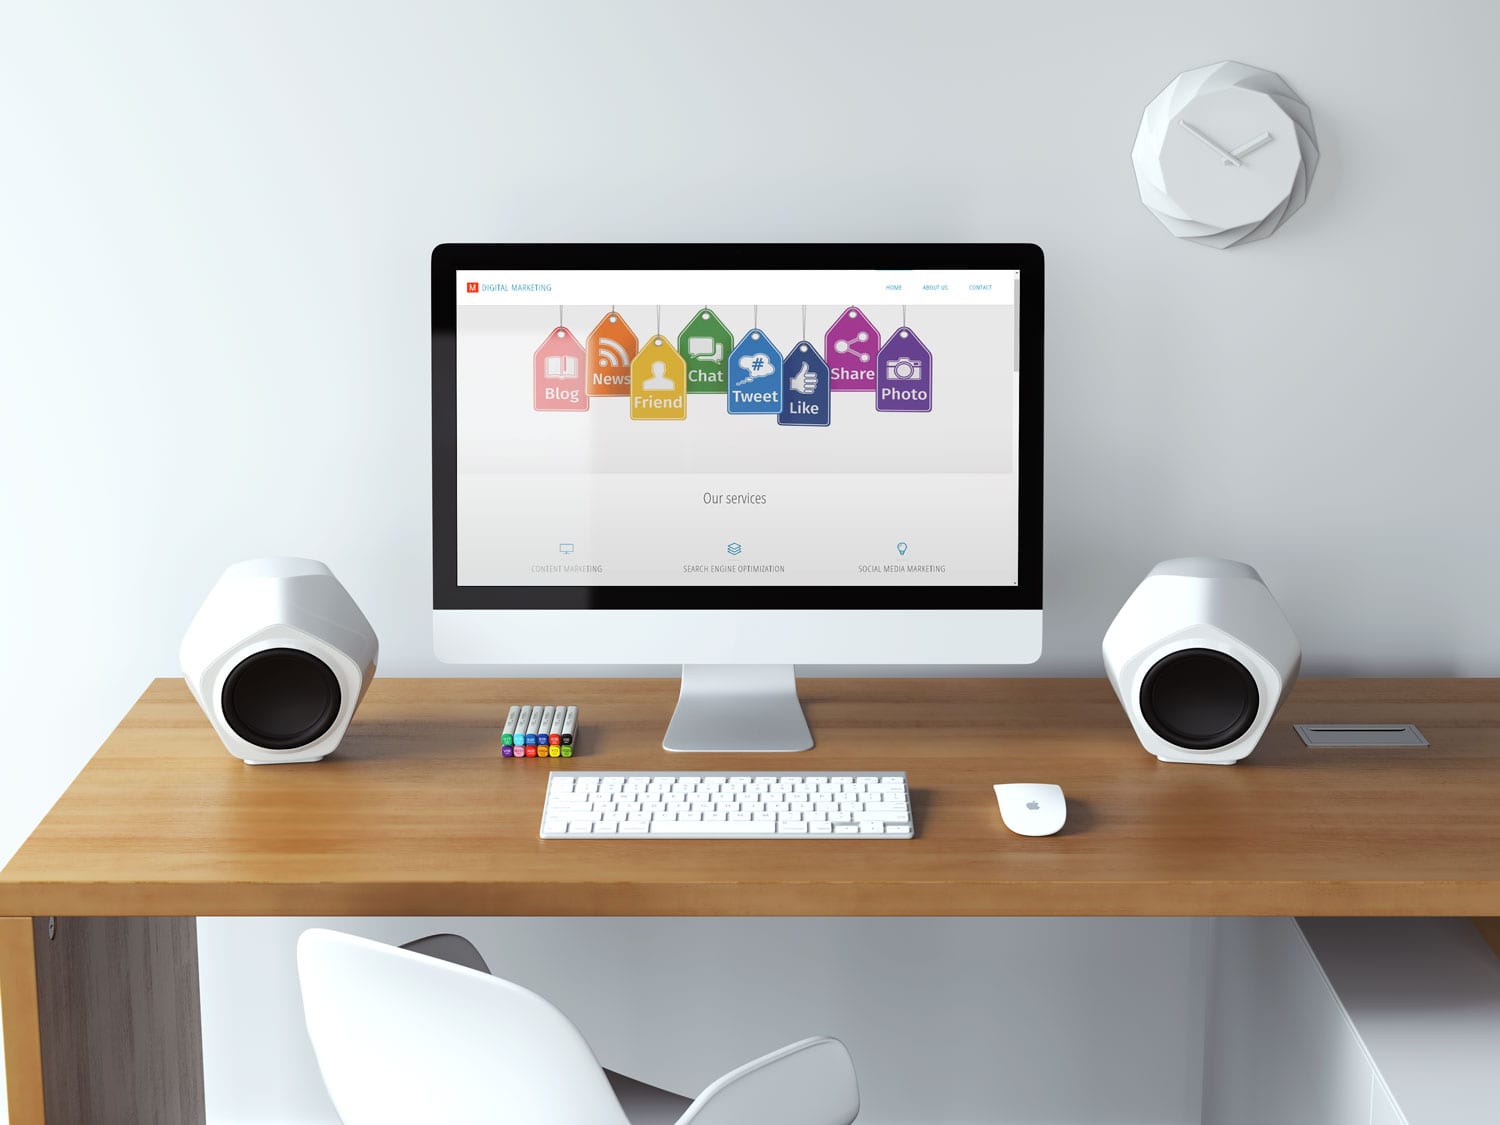 M DIGITAL MARKETING
HOME ABOUT US CONTACT
Blog
News
Friend
Chat
#
Tweet
Like
Share
Photo
Our services
CONTENT MARKETING
SEARCH ENGINE OPTIMIZATION
SOCIAL MEDIA MARKETING